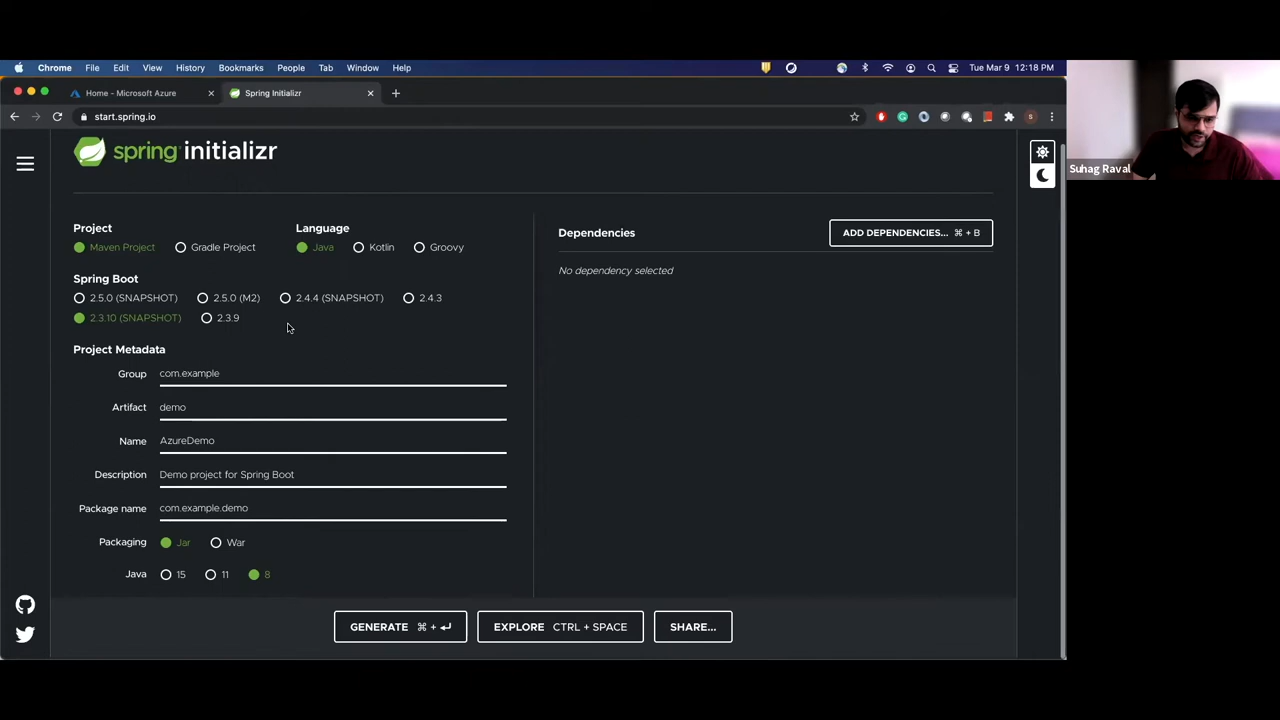 Chrome File Edit View History Bookmarks People Tab Window Help Tue Mar 9 12:18 PM
Home - Microsoft Azure Spring Initializr
start.spring.io
Suhag Raval
spring initializr
Project Language
Maven Project Gradle Project Java Kotlin Groovy
Dependencies ADD DEPENDENCIES... ⌘ + B
No dependency selected
Spring Boot
2.5.0 (SNAPSHOT) 2.5.0 (M2) 2.4.4 (SNAPSHOT) 2.4.3
2.3.10 (SNAPSHOT) 2.3.9
Project Metadata
Group com.example
Artifact demo
Name AzureDemo
Description Demo project for Spring Boot
Package name com.example.demo
Packaging Jar War
Java 15 11 8
GENERATE ⌘ + ↵ EXPLORE CTRL + SPACE SHARE...